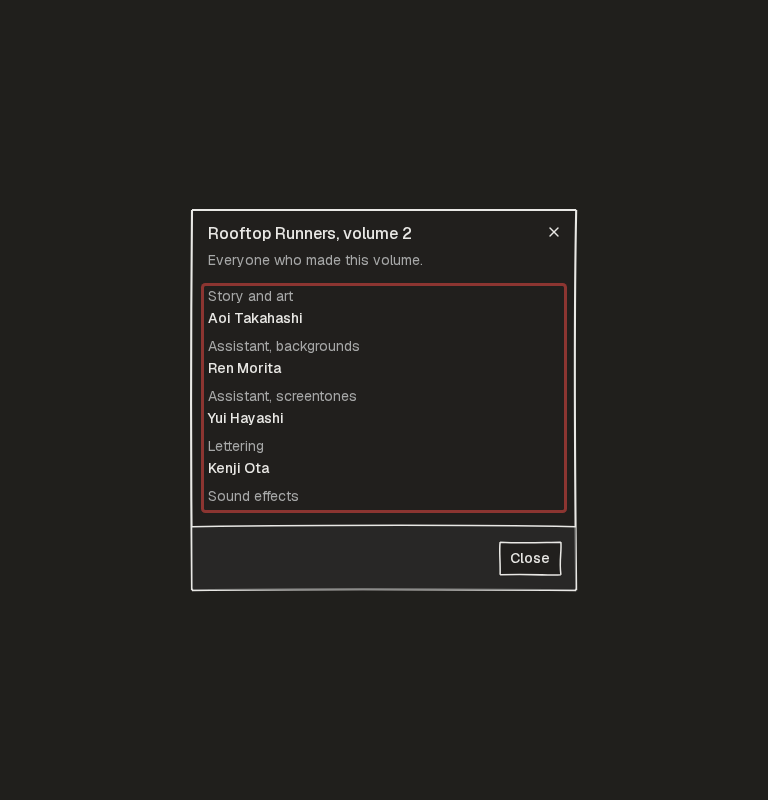 Rooftop Runners, volume 2
Everyone who made this volume.
Story and art
Aoi Takahashi
Assistant, backgrounds
Ren Morita
Assistant, screentones
Yui Hayashi
Lettering
Kenji Ota
Sound effects
Close